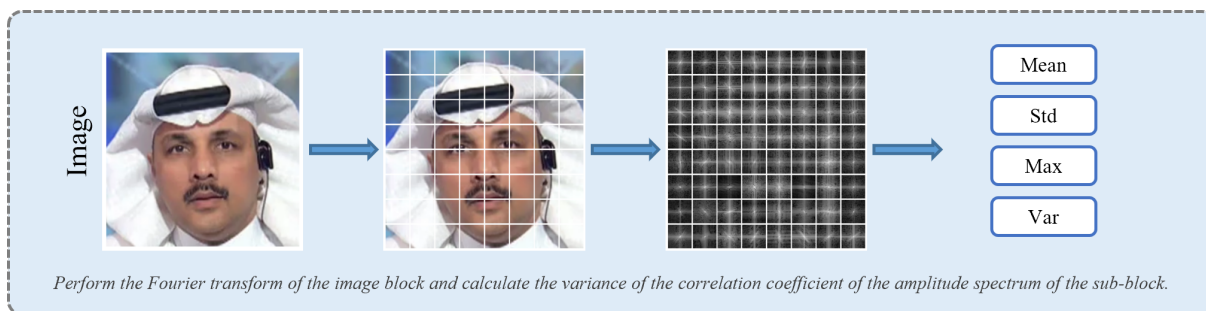 Image
Mean
Std
Max
Var
Perform the Fourier transform of the image block and calculate the variance of the correlation coefficient of the amplitude spectrum of the sub-block.